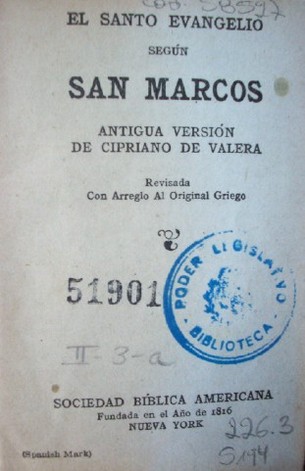 COD. SB527
EL SANTO EVANGELIO
SEGÚN
SAN MARCOS
ANTIGUA VERSIÓN
DE CIPRIANO DE VALERA
Revisada
Con Arreglo Al Original Griego
51901
PODER LEGISLATIVO
BIBLIOTECA
II-3-a
SOCIEDAD BÍBLICA AMERICANA
Fundada en el Año de 1816
NUEVA YORK
226.3
S194
(Spanish Mark)